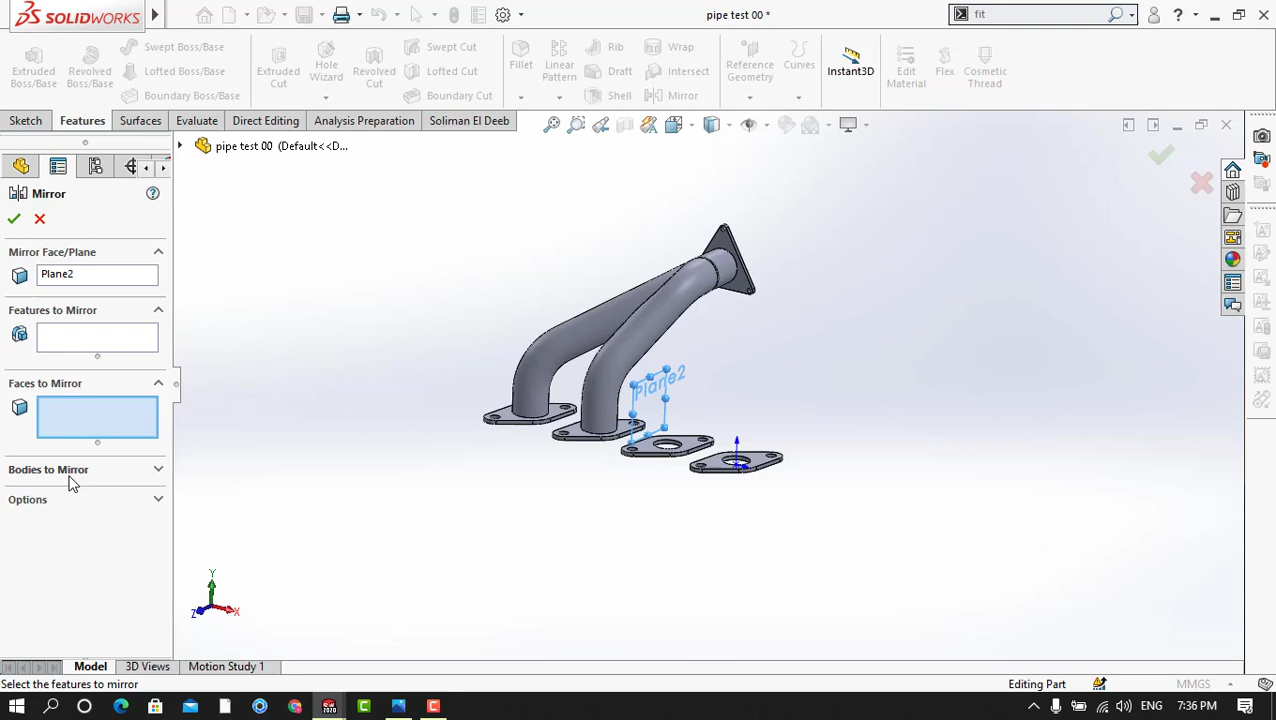 SOLIDWORKS
pipe test 00 *
fit
Extruded Boss/Base
Revolved Boss/Base
Swept Boss/Base
Lofted Boss/Base
Boundary Boss/Base
Extruded Cut
Hole Wizard
Revolved Cut
Swept Cut
Lofted Cut
Boundary Cut
Fillet
Linear Pattern
Rib
Draft
Shell
Wrap
Intersect
Mirror
Reference Geometry
Curves
Instant3D
Edit Material
Flex
Cosmetic Thread
Sketch
Features
Surfaces
Evaluate
Direct Editing
Analysis Preparation
Soliman El Deeb
pipe test 00 (Default<<D...
Mirror
Mirror Face/Plane
Plane2
Features to Mirror
Faces to Mirror
Bodies to Mirror
Options
Plane2
Y
Z
X
Model
3D Views
Motion Study 1
Select the features to mirror
Editing Part
MMGS
ENG
7:36 PM